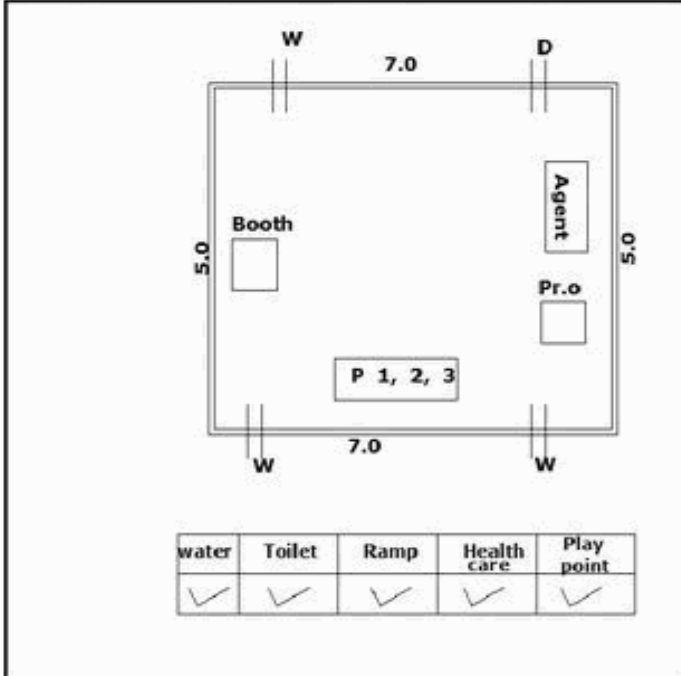 W
D
7.0
Agent
Booth
5.0
5.0
Pr.o
P 1, 2, 3
7.0
W
W
water Toilet Ramp Health care Play point